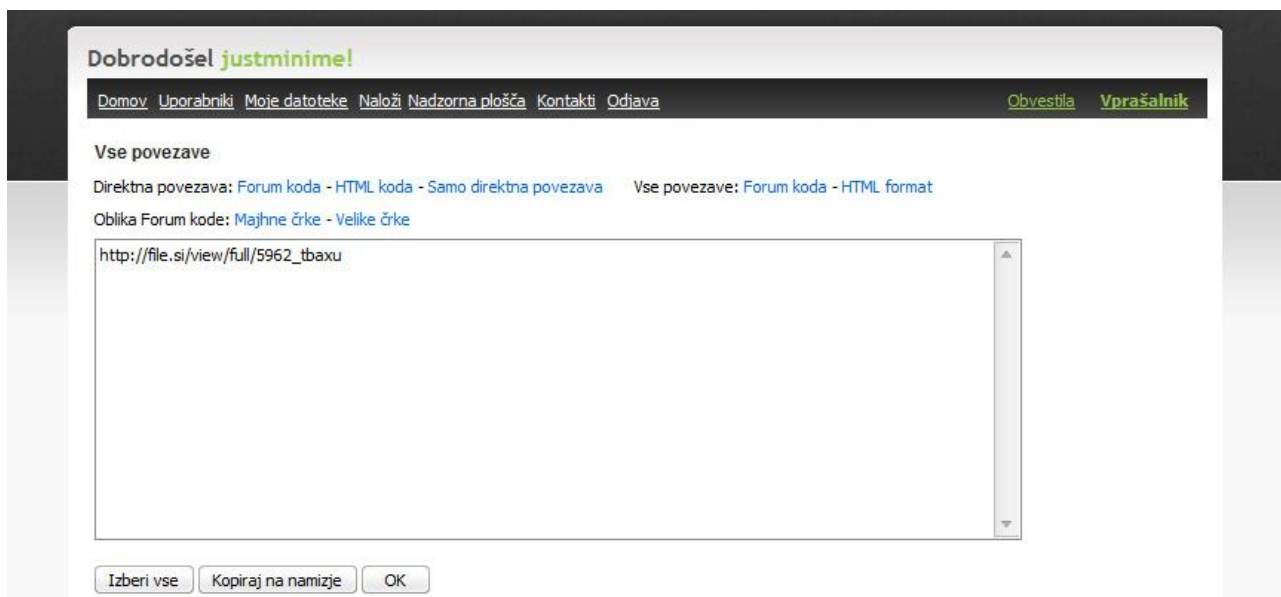 Dobrodošel justminime!
Domov Uporabniki Moje datoteke Naloži Nadzorna plošča Kontakti Odjava Obvestila Vprašalnik
Vse povezave
Direktna povezava: Forum koda - HTML koda - Samo direktna povezava Vse povezave: Forum koda - HTML format
Oblika Forum kode: Majhne črke - Velike črke
http://file.si/view/full/5962_tbaxu
Izberi vse Kopiraj na namizje OK